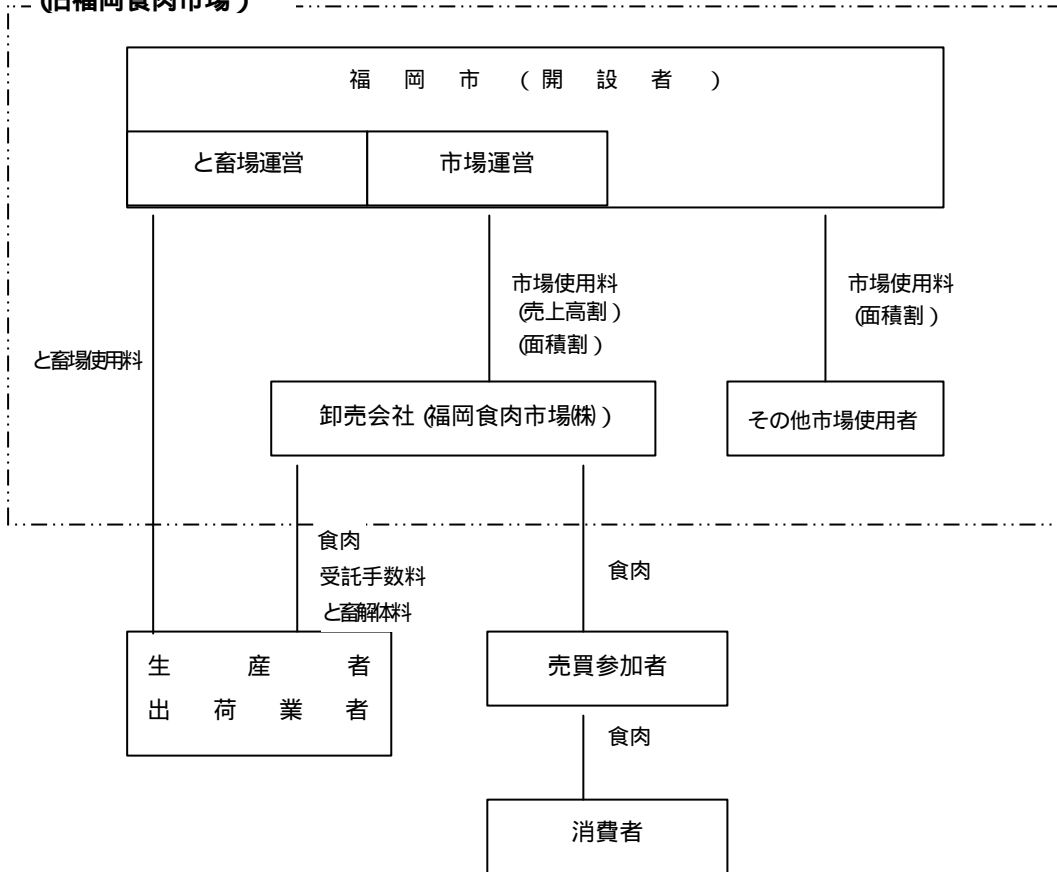 (旧福岡食肉市場)
福岡市(開設者)
と畜場運営
市場運営
市場使用料
(売上高割)
(面積割)
市場使用料
(面積割)
と畜場使用料
卸売会社(福岡食肉市場㈱)
その他市場使用者
食肉
受託手数料
と畜解体料
食肉
生産者
出荷業者
売買参加者
食肉
消費者